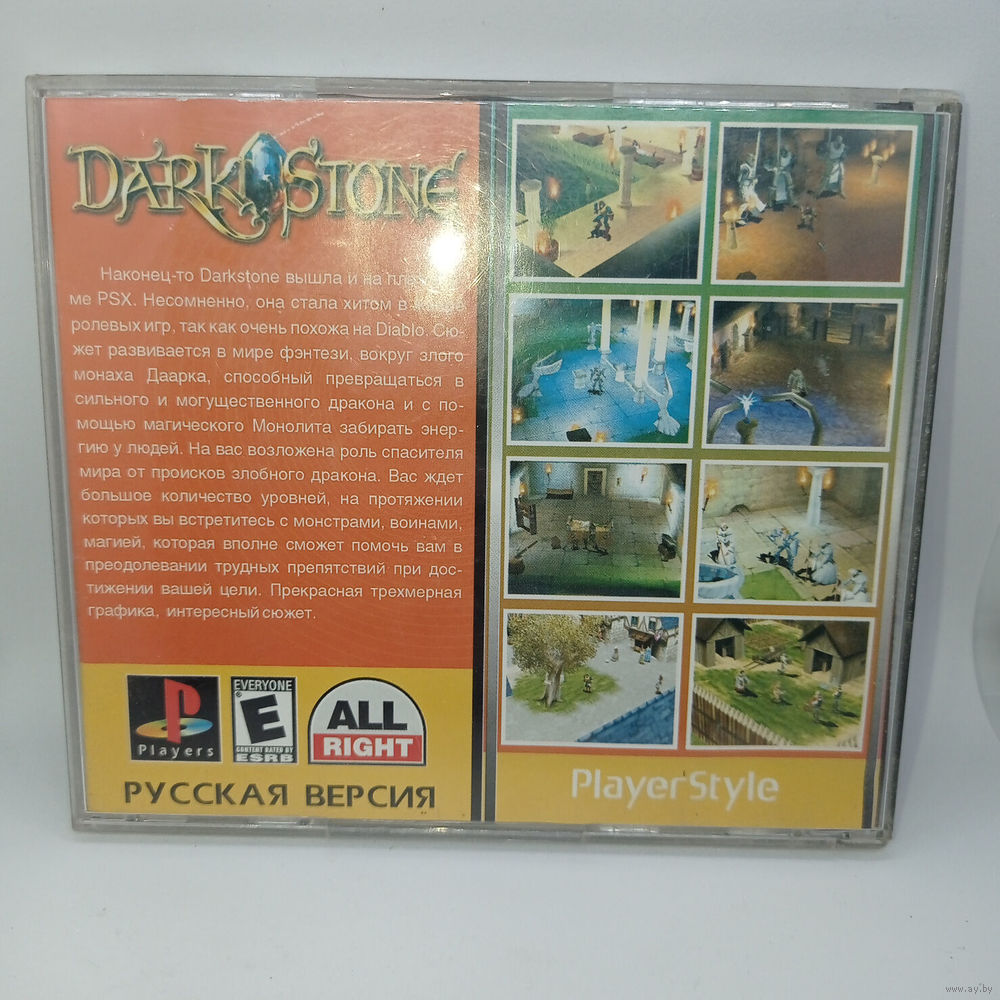 DARKSTONE
Наконец-то Darkstone вышла и на
ме PSX. Несомненно, она стала хитом в
ролевых игр, так как очень похожа на Diablo. Сю-
жет развивается в мире фэнтези, вокруг злого
монаха Даарка, способный превращаться в
сильного и могущественного дракона и с по-
мощью магического Монолита забирать энер-
гию у людей. На вас возложена роль спасителя
мира от происков злобного дракона. Вас ждет
большое количество уровней, на протяжении
которых вы встретитесь с монстрами, воинами,
магией, которая вполне сможет помочь вам в
преодолевании трудных препятствий при дос-
тижении вашей цели. Прекрасная трехмерная
графика, интересный сюжет.
Players
EVERYONE
E
CONTENT RATED BY
ESRB
ALL
RIGHT
РУССКАЯ ВЕРСИЯ
PlayerStyle
www.ay.by